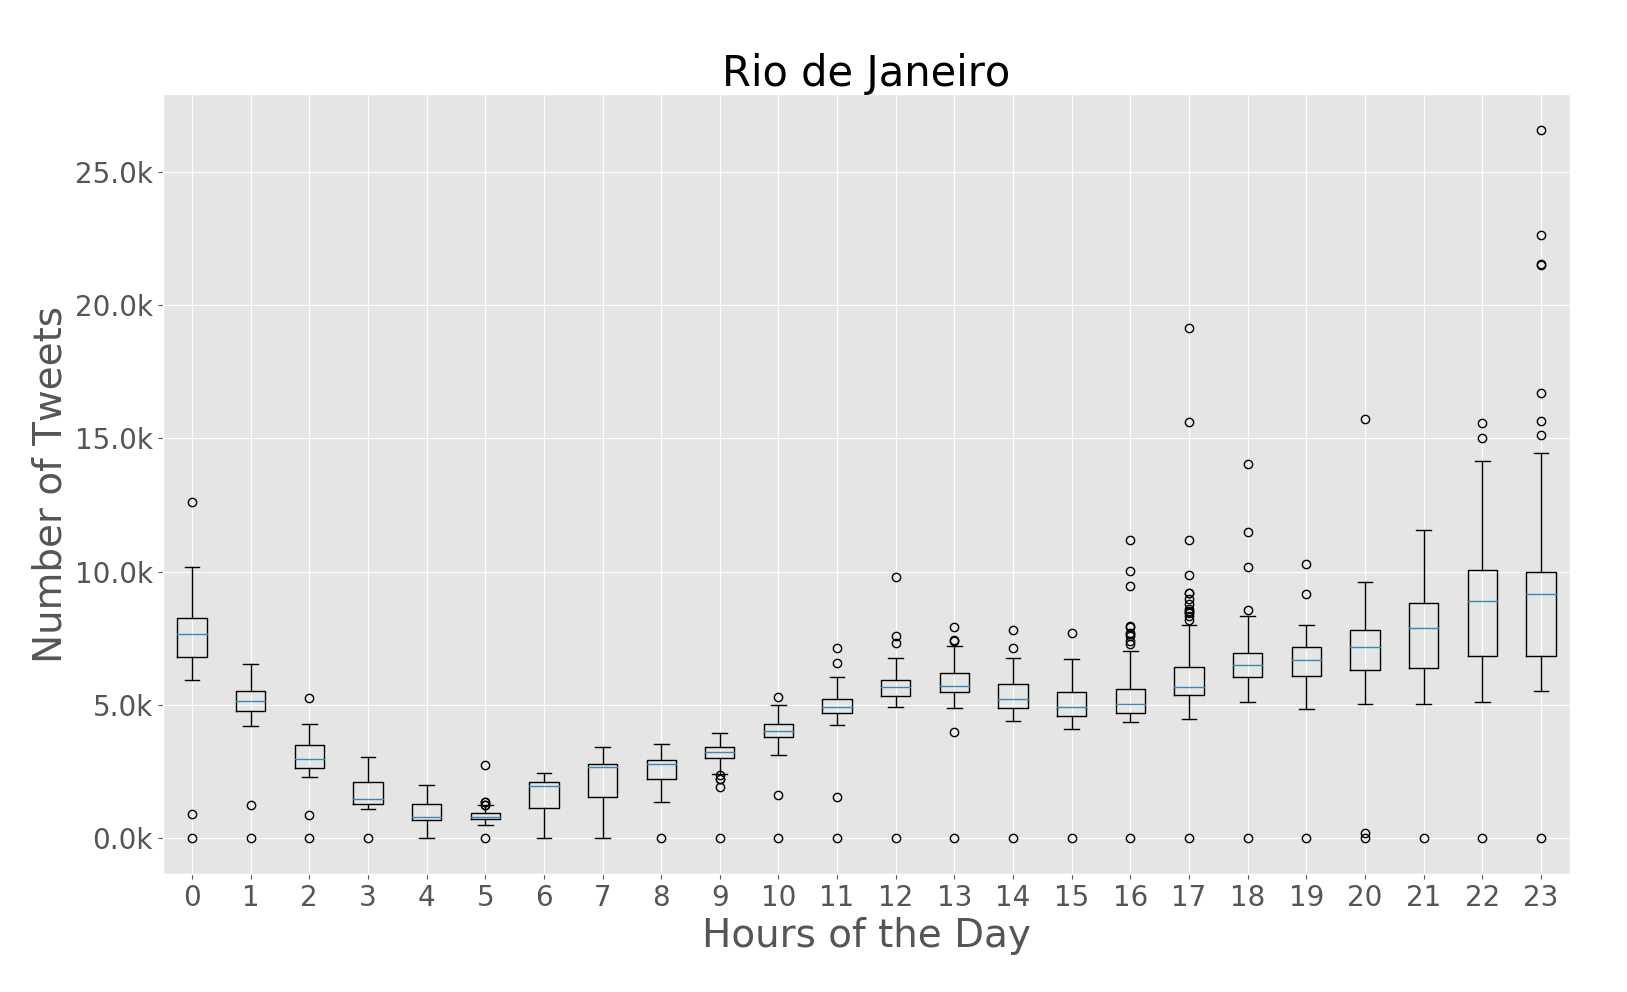 Rio de Janeiro
Number of Tweets
25.0k
20.0k
15.0k
10.0k
5.0k
0.0k
0 1 2 3 4 5 6 7 8 9 10 11 12 13 14 15 16 17 18 19 20 21 22 23
Hours of the Day